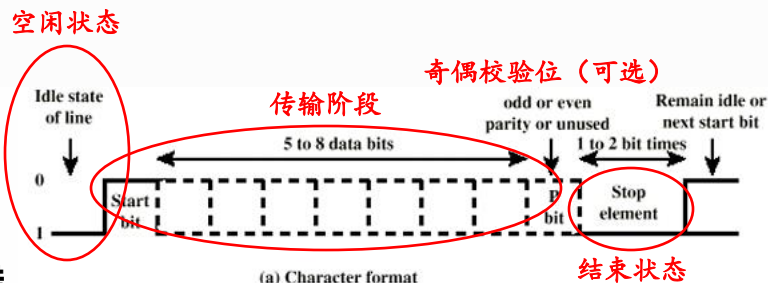 空闲状态
奇偶校验位（可选）
传输阶段
Idle state
of line
odd or even
parity or unused
Remain idle or
next start bit
5 to 8 data bits
1 to 2 bit times
0
Start
bit
P
bit
Stop
element
1
(a) Character format
结束状态